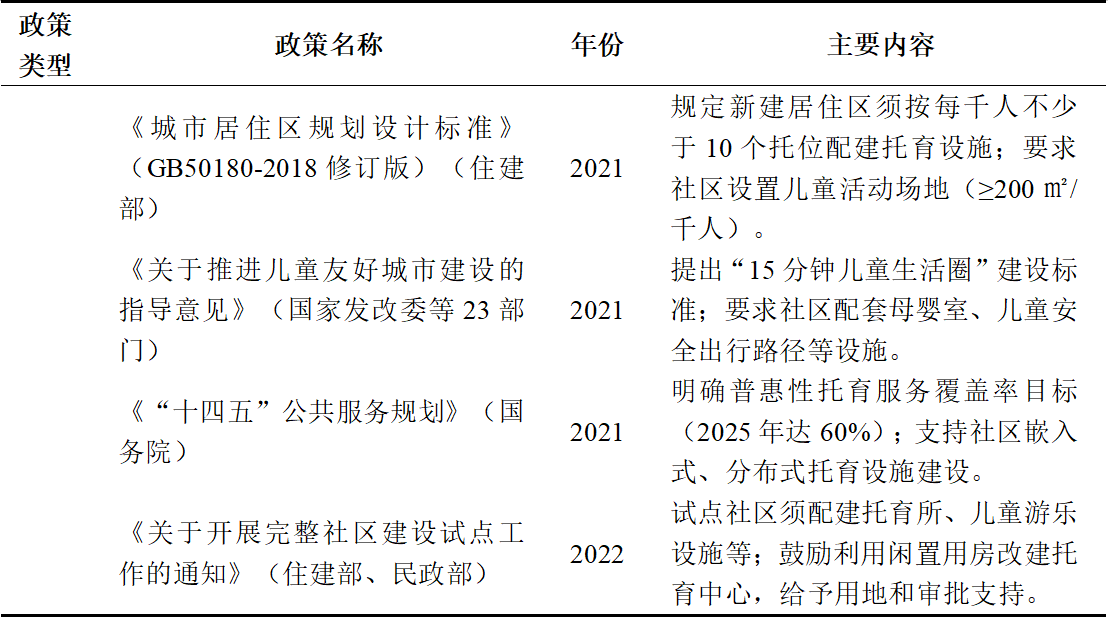 政策
类型
政策名称
年份
主要内容
《城市居住区规划设计标准》
（GB50180-2018 修订版）（住建
部）
2021
规定新建居住区须按每千人不少
于 10 个托位配建托育设施；要求
社区设置儿童活动场地（≥200 ㎡/
千人）。
《关于推进儿童友好城市建设的
指导意见》（国家发改委等 23 部
门）
2021
提出“15 分钟儿童生活圈”建设标
准；要求社区配套母婴室、儿童安
全出行路径等设施。
《“十四五”公共服务规划》（国
务院）
2021
明确普惠性托育服务覆盖率目标
（2025 年达 60%）；支持社区嵌入
式、分布式托育设施建设。
《关于开展完整社区建设试点工
作的通知》（住建部、民政部）
2022
试点社区须配建托育所、儿童游乐
设施等；鼓励利用闲置用房改建托
育中心，给予用地和审批支持。